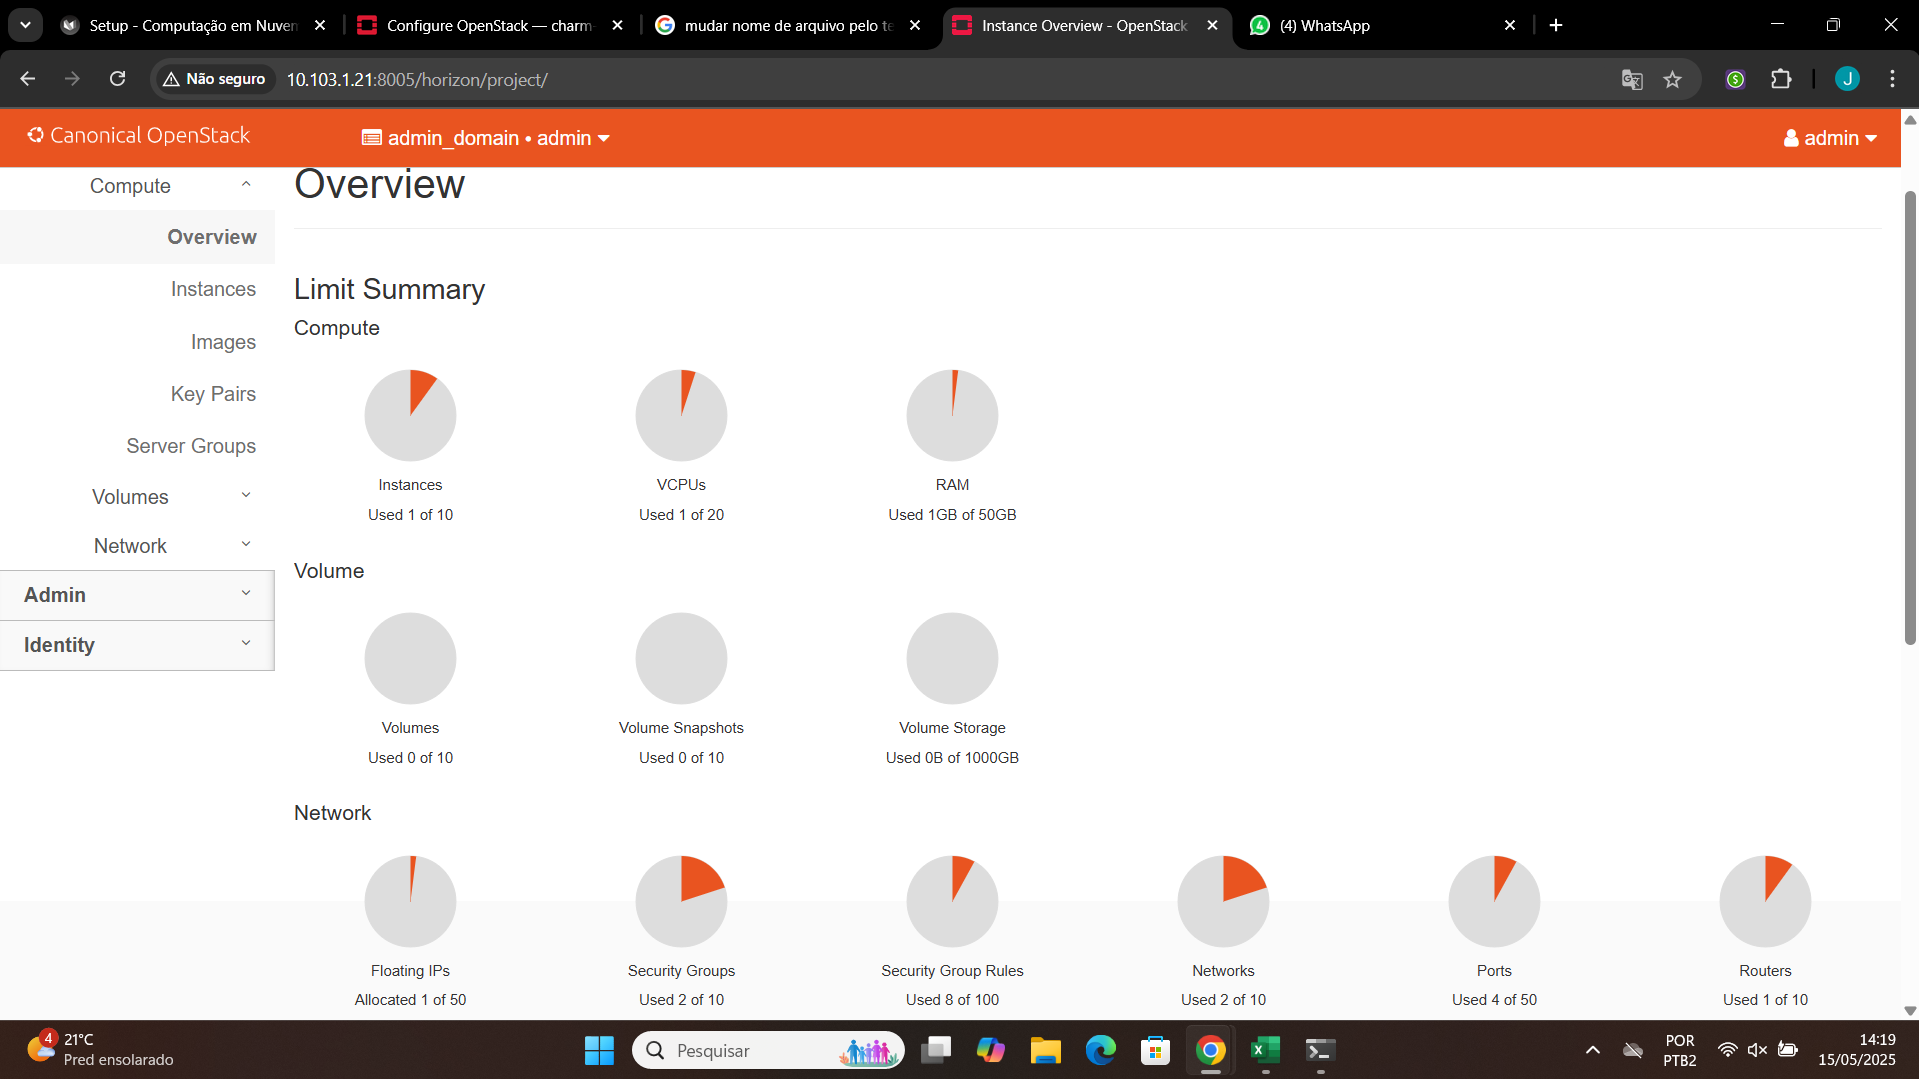 Setup - Computação em Nuvem
Configure OpenStack — charm-
mudar nome de arquivo pelo te
Instance Overview - OpenStack
(4) WhatsApp
Não seguro
10.103.1.21:8005/horizon/project/
J
Canonical OpenStack
admin_domain • admin
admin
Compute
Overview
Instances
Images
Key Pairs
Server Groups
Volumes
Network
Admin
Identity
Overview
Limit Summary
Compute
Instances
Used 1 of 10
VCPUs
Used 1 of 20
RAM
Used 1GB of 50GB
Volume
Volumes
Used 0 of 10
Volume Snapshots
Used 0 of 10
Volume Storage
Used 0B of 1000GB
Network
Floating IPs
Allocated 1 of 50
Security Groups
Used 2 of 10
Security Group Rules
Used 8 of 100
Networks
Used 2 of 10
Ports
Used 4 of 50
Routers
Used 1 of 10
4
21°C
Pred ensolarado
Pesquisar
POR
PTB2
14:19
15/05/2025